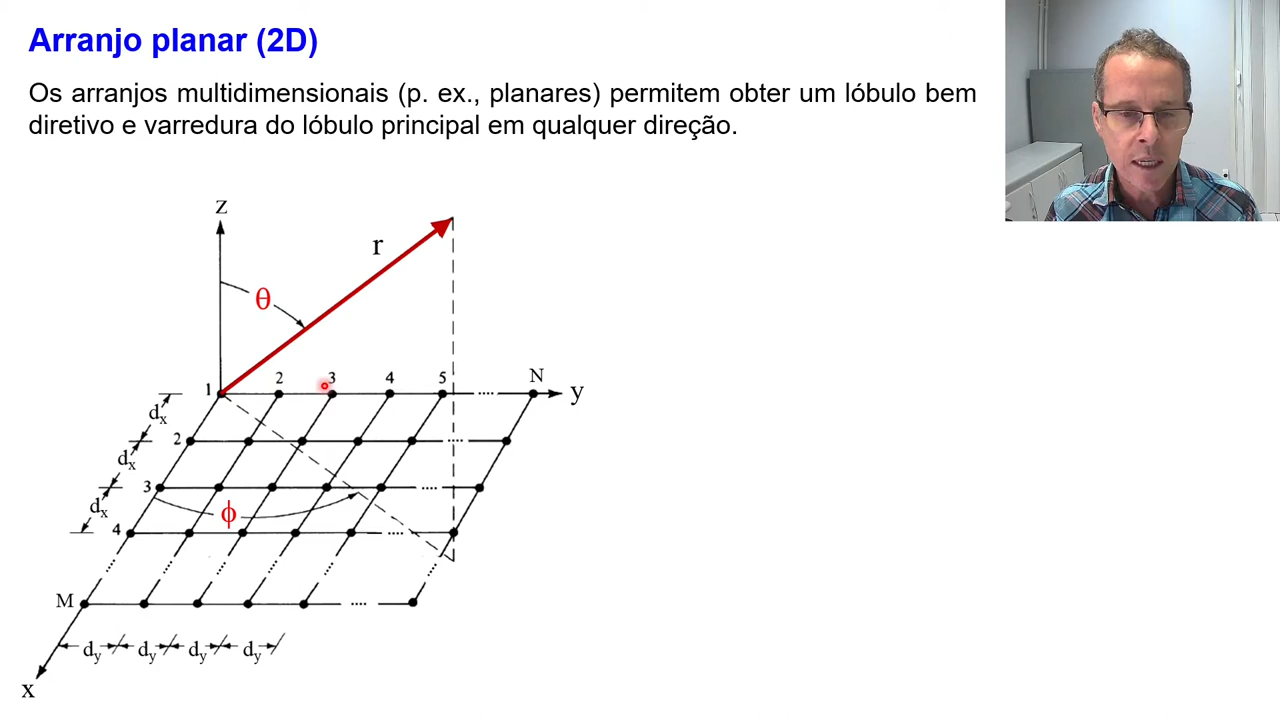 Arranjo planar (2D)
Os arranjos multidimensionais (p. ex., planares) permitem obter um lóbulo bem
diretivo e varredura do lóbulo principal em qualquer direção.
z
r
θ
1 2 3 4 5 .... N y
dx
2 ....
dx
3 ....
dx
ϕ
4 ....
M ....
dy dy dy dy
x